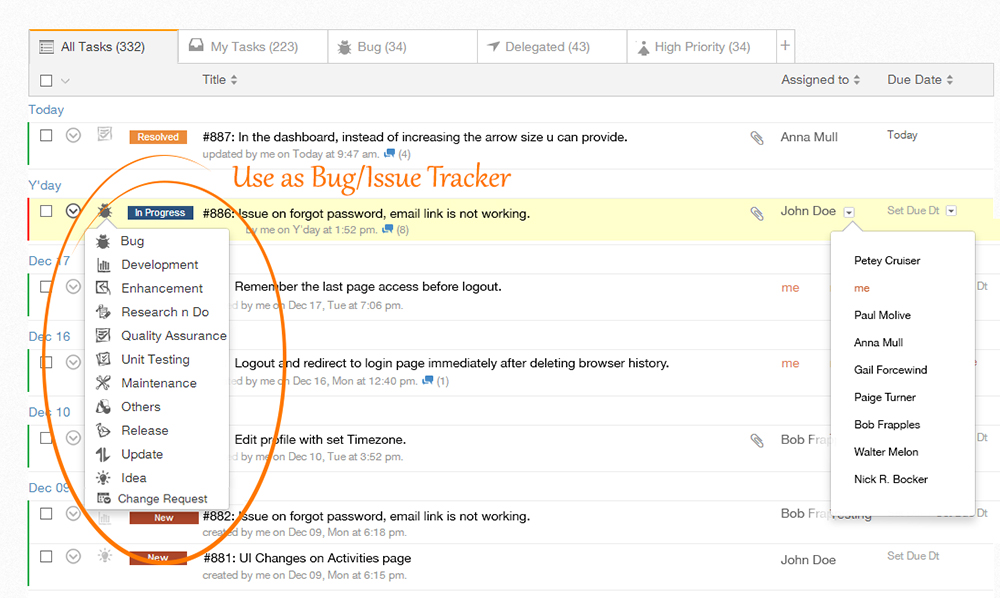 All Tasks (332) My Tasks (223) Bug (34) Delegated (43) High Priority (34) +
Title Assigned to Due Date
Today
Resolved #887: In the dashboard, instead of increasing the arrow size u can provide. Anna Mull Today
updated by me on Today at 9:47 am. (4)
Use as Bug/Issue Tracker
Y'day
In Progress #886: Issue on forgot password, email link is not working. John Doe Set Due Dt
by me on Y'day at 1:52 pm. (8)
Bug
Development
Enhancement
Research n Do
Quality Assurance
Unit Testing
Maintenance
Others
Release
Update
Idea
Change Request
Petey Cruiser
me
Paul Molive
Anna Mull
Gail Forcewind
Paige Turner
Bob Frapples
Walter Melon
Nick R. Bocker
Dec 17
Remember the last page access before logout. me Dt
by me on Dec 17, Tue at 7:06 pm.
Dec 16
Logout and redirect to login page immediately after deleting browser history. me
by me on Dec 16, Mon at 12:40 pm. (1)
Dec 10
Edit profile with set Timezone. Bob Dt
by me on Dec 10, Tue at 3:52 pm.
Dec 09
New #882: Issue on forgot password, email link is not working. Bob
created by me on Dec 09, Mon at 6:18 pm.
New #881: UI Changes on Activities page John Doe Set Due Dt
created by me on Dec 09, Mon at 6:15 pm.